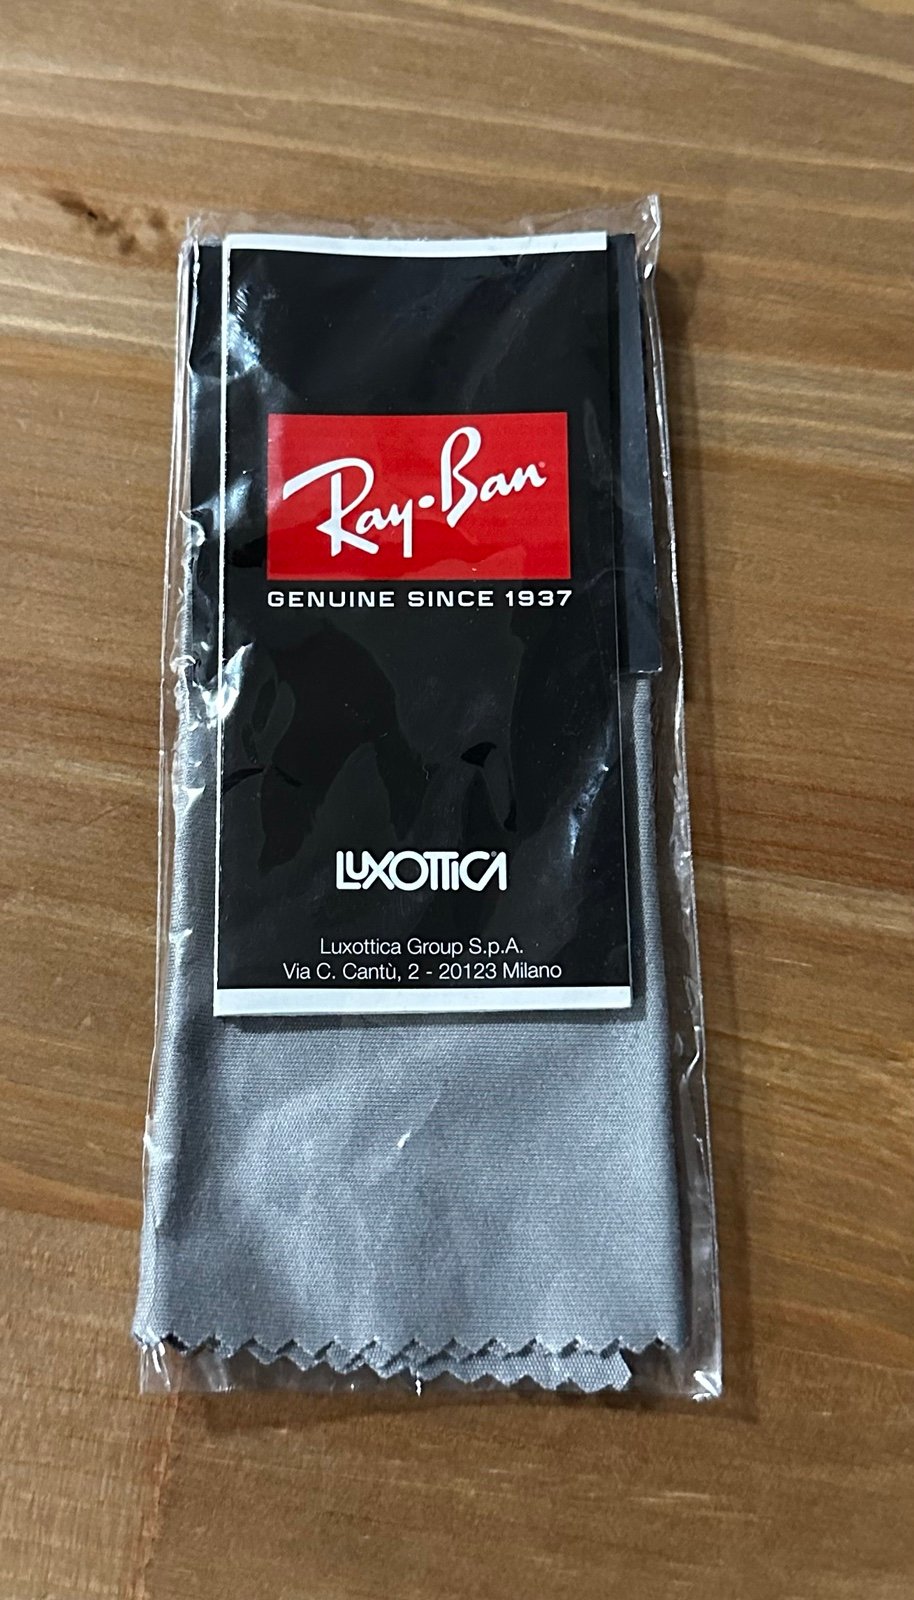 Ray-Ban
GENUINE SINCE 1937
LUXOTTICA
Luxottica Group S.p.A.
Via C. Cantù, 2 - 20123 Milano